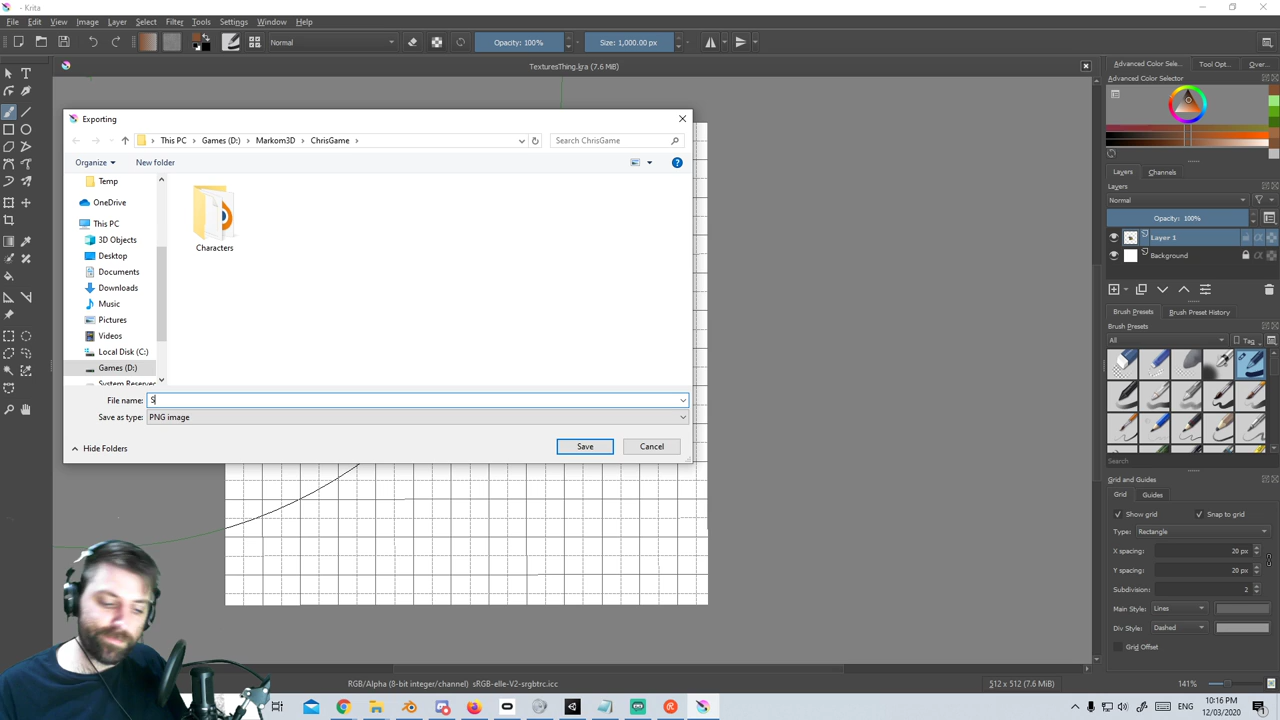 - Krita
File Edit View Image Layer Select Filter Tools Settings Window Help
Normal Opacity: 100% Size: 1,000.00 px
TexturesThing.kra (7.6 MiB)
Advanced Color Sele... Tool Opt... Over...
Advanced Color Selector
Exporting
This PC Games (D:) Markom3D ChrisGame
Search ChrisGame
Organize New folder
Temp
OneDrive
This PC
3D Objects
Desktop
Documents
Downloads
Music
Pictures
Videos
Local Disk (C:)
Games (D:)
System Reserved
Characters
File name: S
Save as type: PNG image
Hide Folders
Save Cancel
Layers Channels
Layers
Normal
Opacity: 100%
Layer 1
Background
Brush Presets Brush Preset History
Brush Presets
All Tag
Search
Grid and Guides
Grid Guides
Show grid Snap to grid
Type: Rectangle
X spacing: 20 px
Y spacing: 20 px
Subdivision: 2
Main Style: Lines
Div Style: Dashed
Grid Offset
RGB/Alpha (8-bit integer/channel) sRGB-elle-V2-srgbtrc.icc
512 x 512 (7.6 MiB)
141%
ENG
10:16 PM
12/03/2020
1